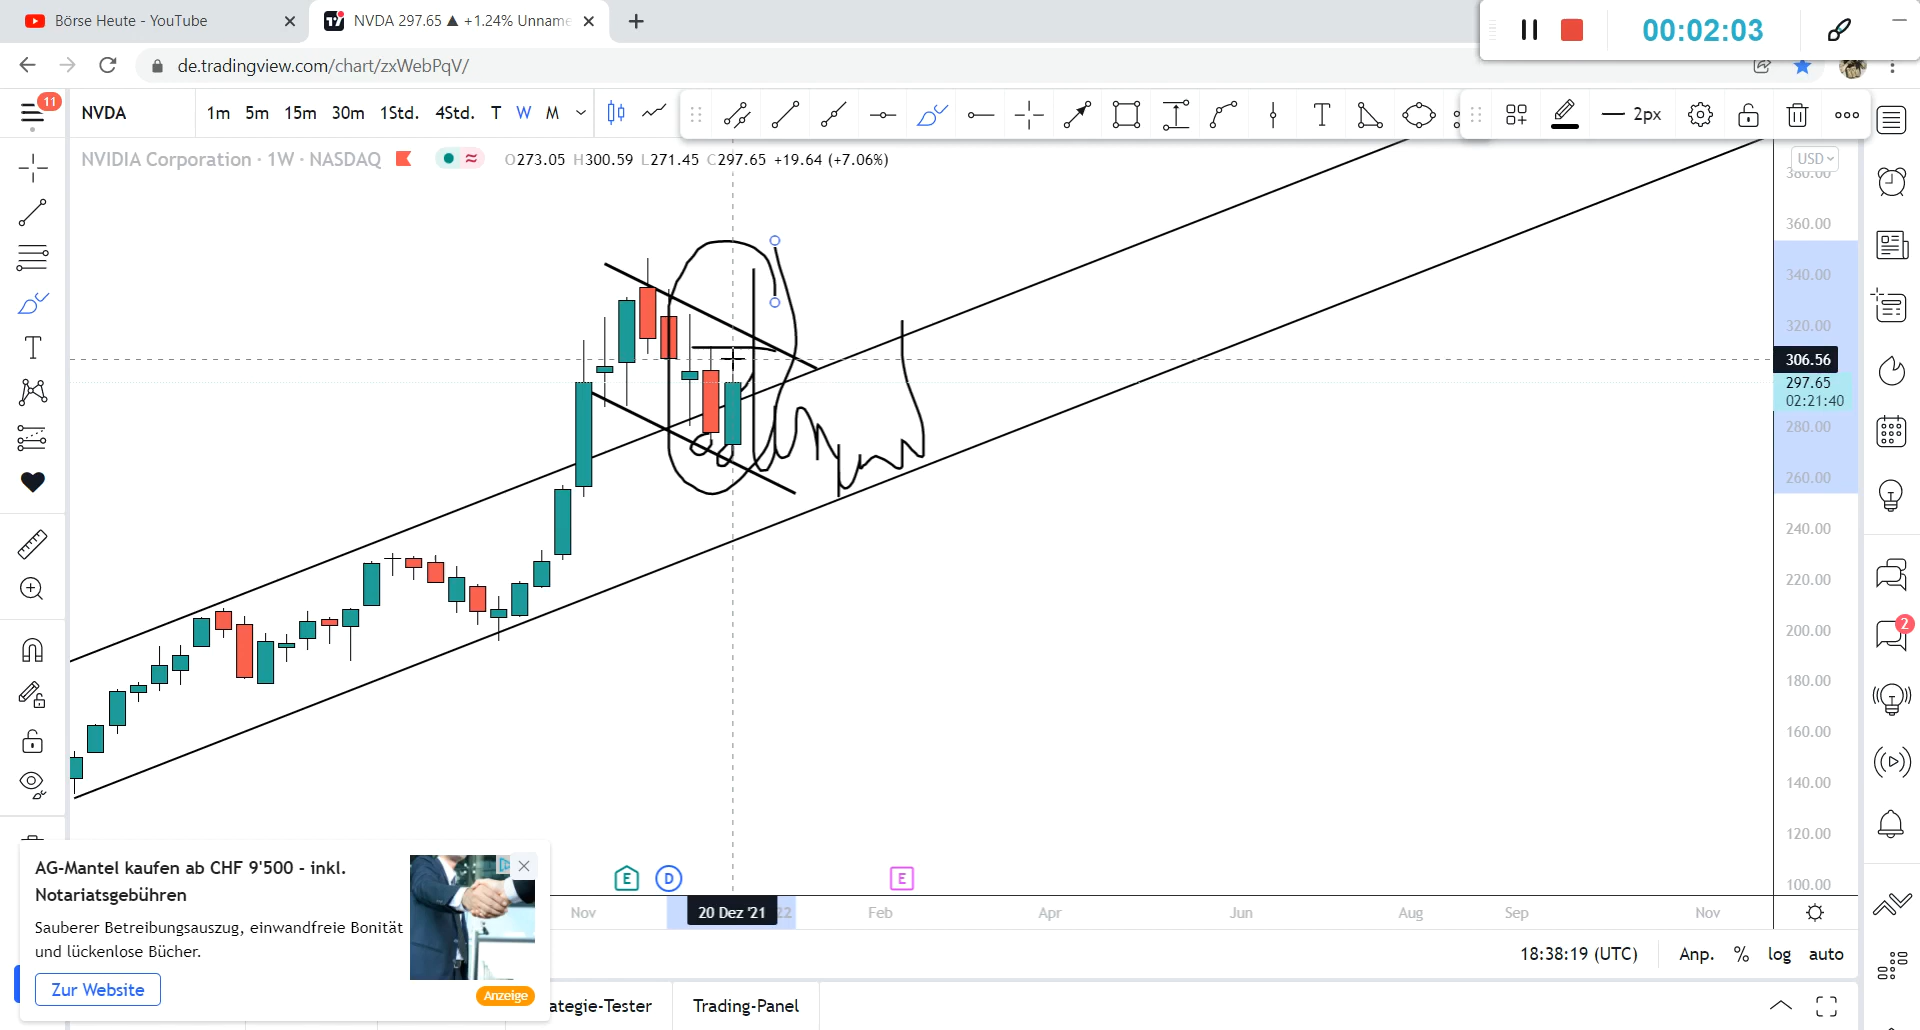 Börse Heute - YouTube
NVDA 297.65 ▲ +1.24% Unname
00:02:03
de.tradingview.com/chart/zxWebPqV/
11
NVDA 1m 5m 15m 30m 1Std. 4Std. T W M
2px
NVIDIA Corporation · 1W · NASDAQ O273.05 H300.59 L271.45 C297.65 +19.64 (+7.06%)
USD
380.00
360.00
340.00
320.00
306.56
297.65
02:21:40
280.00
260.00
240.00
220.00
200.00
180.00
160.00
140.00
120.00
100.00
2
E D E
Nov 20 Dez '21 22 Feb Apr Jun Aug Sep Nov
18:38:19 (UTC) Anp. % log auto
AG-Mantel kaufen ab CHF 9'500 - inkl.
Notariatsgebühren
Sauberer Betreibungsauszug, einwandfreie Bonität
und lückenlose Bücher.
Zur Website
Anzeige
ategie-Tester Trading-Panel